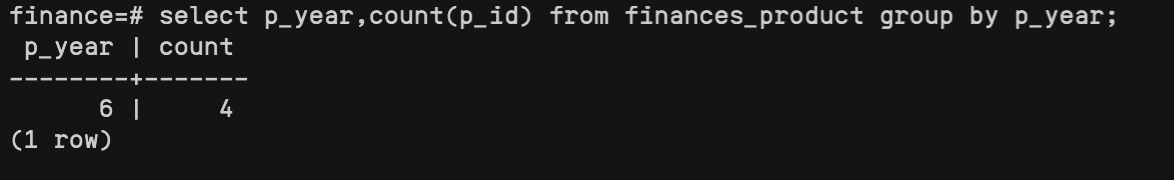 finance=# select p_year,count(p_id) from finances_product group by p_year;
 p_year | count
--------+-------
      6 |     4
(1 row)